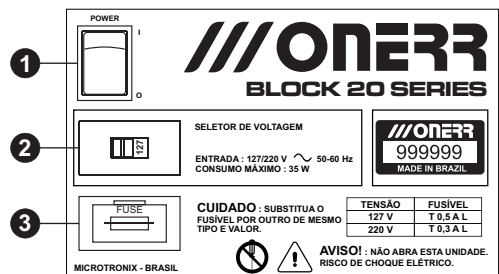 POWER
I
O
ONERR
BLOCK 20 SERIES
1
2
127
SELETOR DE VOLTAGEM
ENTRADA : 127/220 V 50-60 Hz
CONSUMO MÁXIMO : 35 W
ONERR
999999
MADE IN BRAZIL
3
FUSE
MICROTRONIX - BRASIL
CUIDADO : SUBSTITUA O
FUSÍVEL POR OUTRO DE MESMO
TIPO E VALOR.
TENSÃO FUSÍVEL
127 V T 0,5 A L
220 V T 0,3 A L
AVISO! : NÃO ABRA ESTA UNIDADE.
RISCO DE CHOQUE ELÉTRICO.